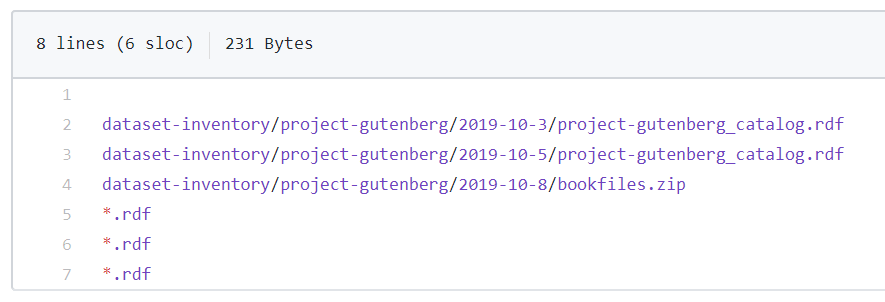 8 lines (6 sloc) 231 Bytes
1
2 dataset-inventory/project-gutenberg/2019-10-3/project-gutenberg_catalog.rdf
3 dataset-inventory/project-gutenberg/2019-10-5/project-gutenberg_catalog.rdf
4 dataset-inventory/project-gutenberg/2019-10-8/bookfiles.zip
5 *.rdf
6 *.rdf
7 *.rdf